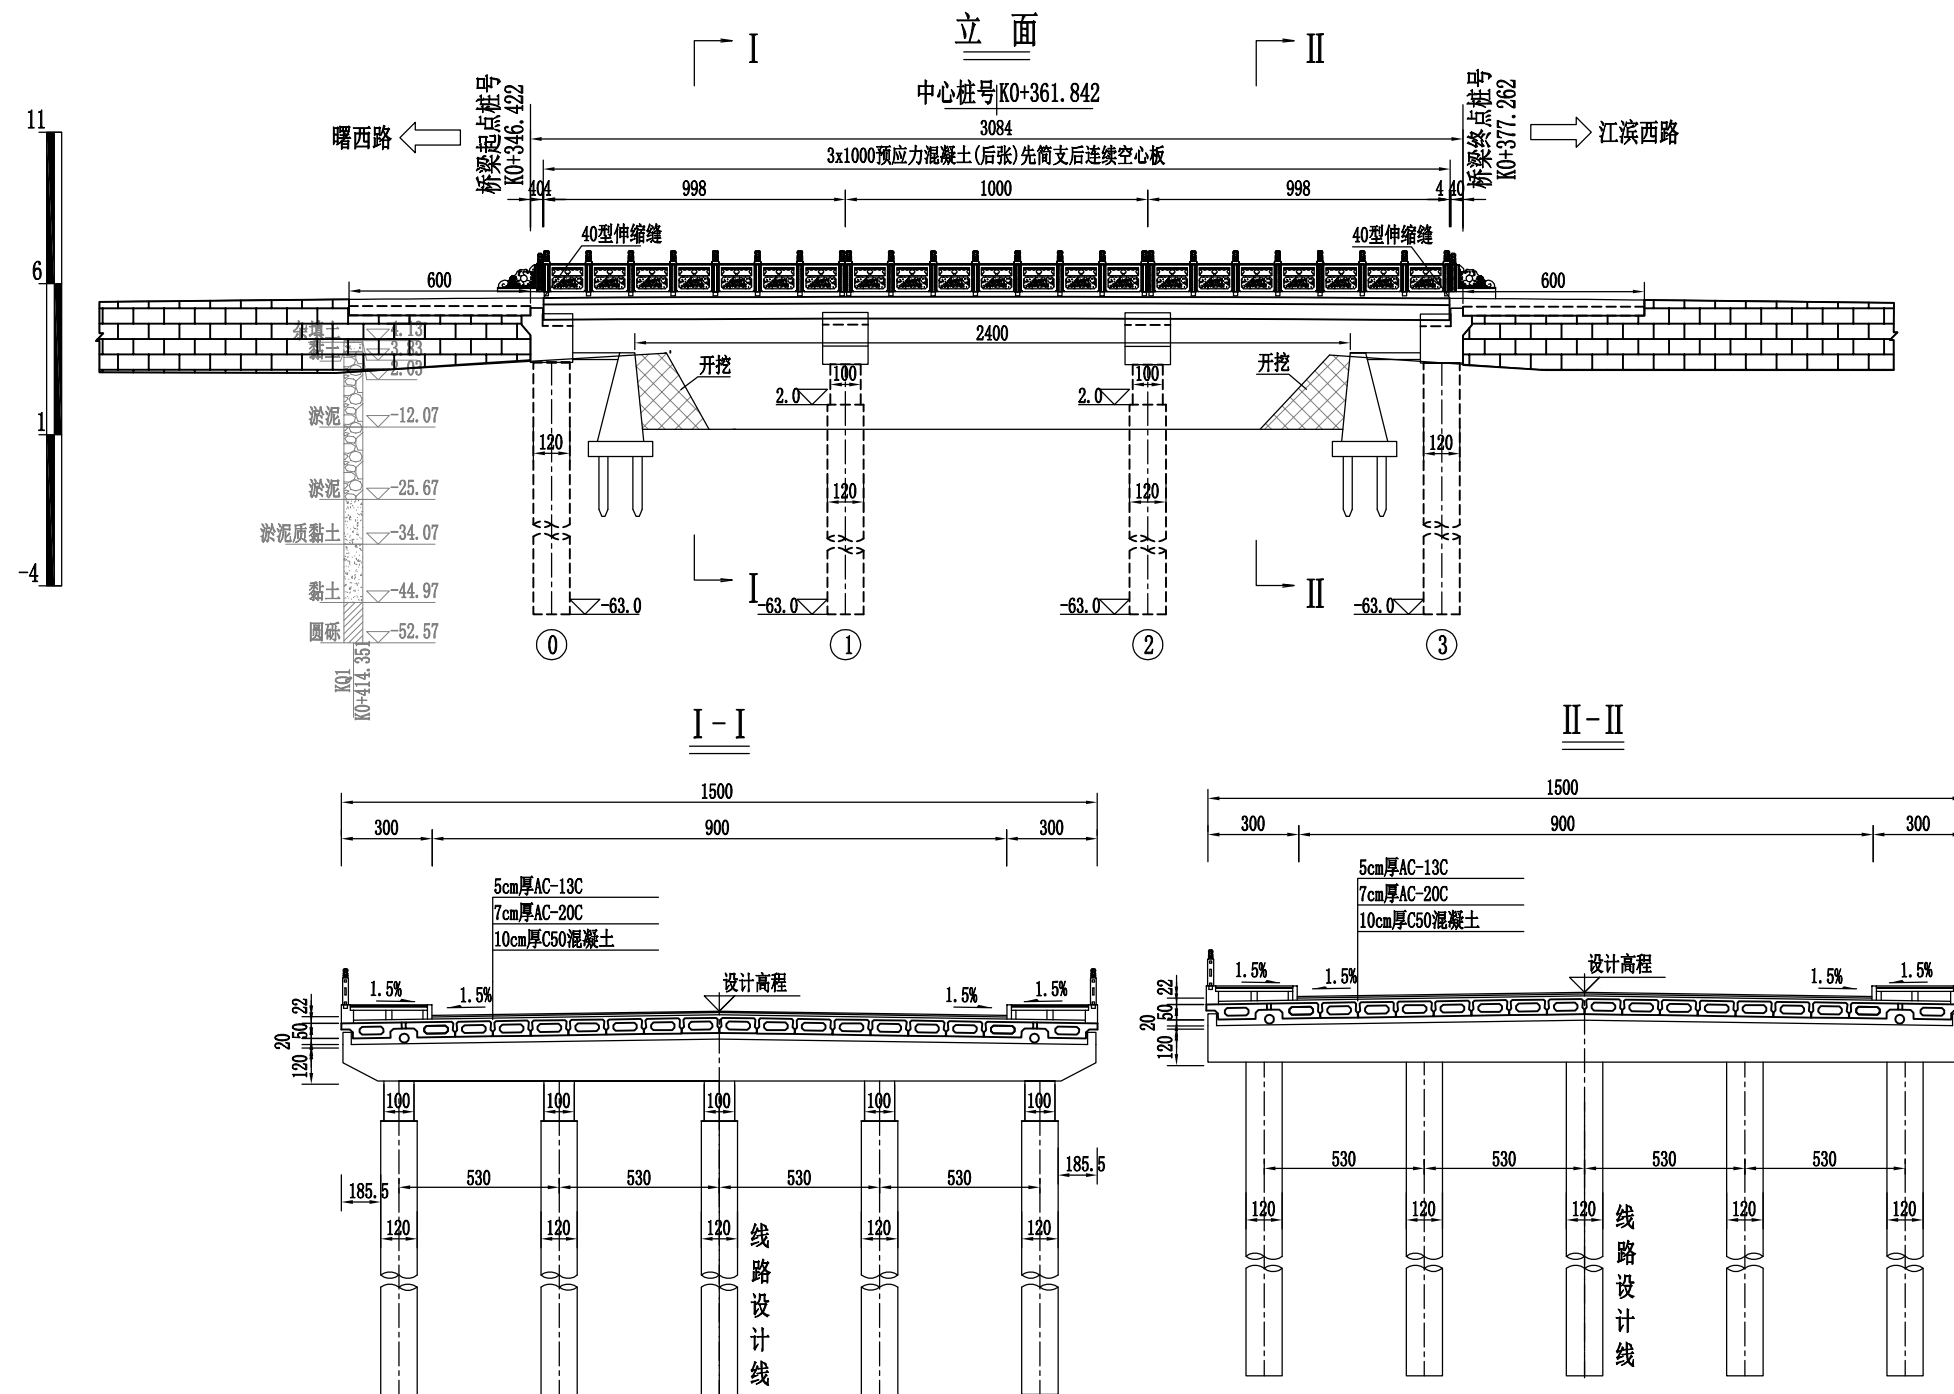 立 面
I
II
中心桩号K0+361.842
桥梁起点桩号
K0+346.422
桥梁终点桩号
K0+377.262
曙西路
江滨西路
3084
3x1000预应力混凝土(后张)先简支后连续空心板
40
4
998
1000
998
4
40
40型伸缩缝
40型伸缩缝
11
6
1
-4
600
600
2400
开挖
开挖
杂填土
4.13
黏土
3.83
2.03
淤泥
-12.07
淤泥
-25.67
淤泥质黏土
-34.07
黏土
-44.97
圆砾
-52.57
KQ1
K0+414.351
100
100
2.0
2.0
120
120
120
120
I
II
-63.0
-63.0
-63.0
-63.0
0
1
2
3
I-I
1500
300
900
300
5cm厚AC-13C
7cm厚AC-20C
10cm厚C50混凝土
设计高程
1.5%
1.5%
1.5%
1.5%
22
50
20
120
100
100
100
100
100
185.5
530
530
530
530
185.5
120
120
120
120
120
线路设计线
II-II
1500
300
900
300
5cm厚AC-13C
7cm厚AC-20C
10cm厚C50混凝土
设计高程
1.5%
1.5%
1.5%
1.5%
22
50
20
120
530
530
530
530
120
120
120
120
120
线路设计线